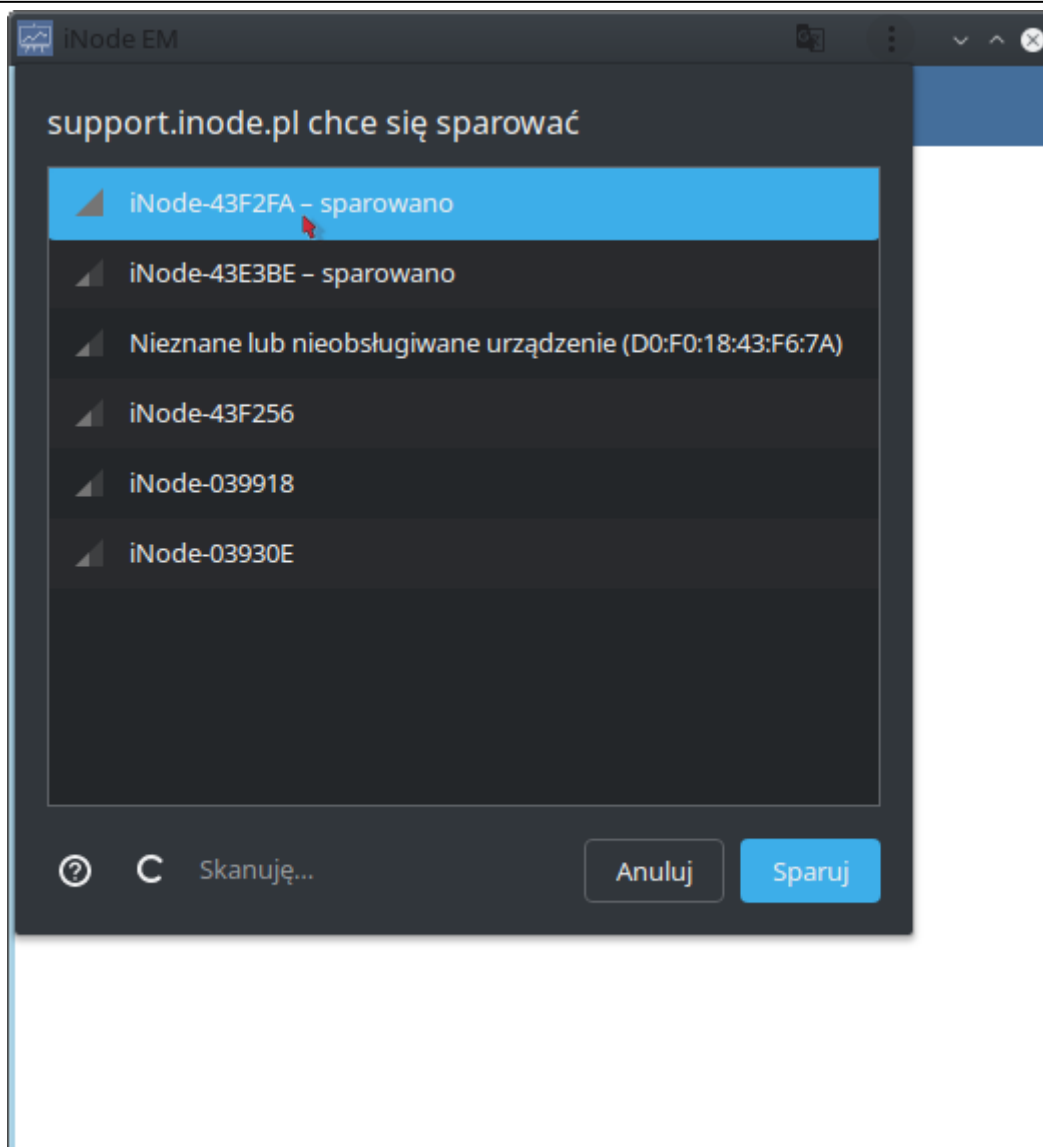 iNode EM
support.inode.pl chce się sparować
iNode-43F2FA – sparowano
iNode-43E3BE – sparowano
Nieznane lub nieobsługiwane urządzenie (D0:F0:18:43:F6:7A)
iNode-43F256
iNode-039918
iNode-03930E
Skanuję...
Anuluj
Sparuj